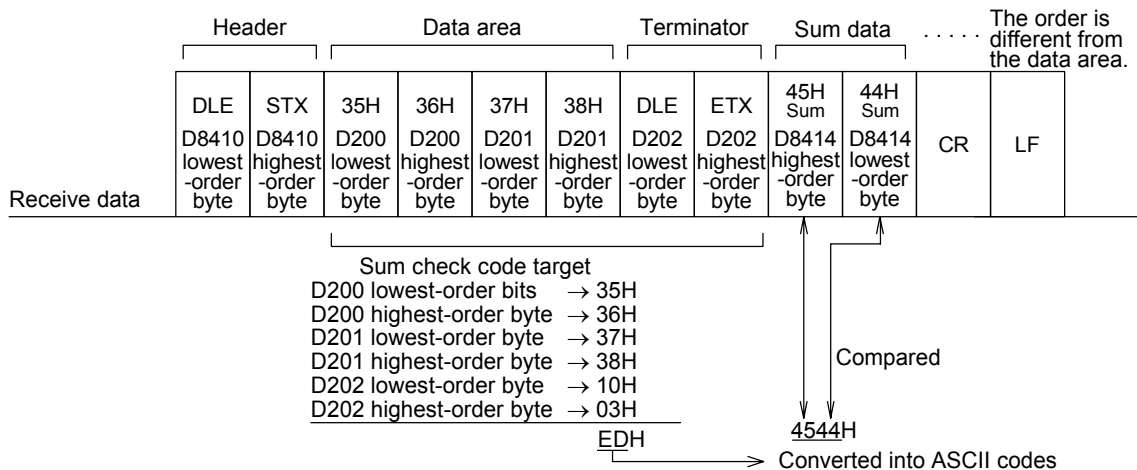 Header Data area Terminator Sum data . . . . . The order is
different from
the data area.
DLE STX 35H 36H 37H 38H DLE ETX 45H 44H
Sum Sum
D8410 D8410 D200 D200 D201 D201 D202 D202 D8414 D8414 CR LF
lowest highest lowest highest lowest highest lowest highest highest lowest
-order -order -order -order -order -order -order -order -order -order
byte byte byte byte byte byte byte byte byte byte
Receive data
Sum check code target
D200 lowest-order bits → 35H
D200 highest-order byte → 36H
D201 lowest-order byte → 37H
D201 highest-order byte → 38H
D202 lowest-order byte → 10H
D202 highest-order byte → 03H
Compared
EDH 4544H
Converted into ASCII codes